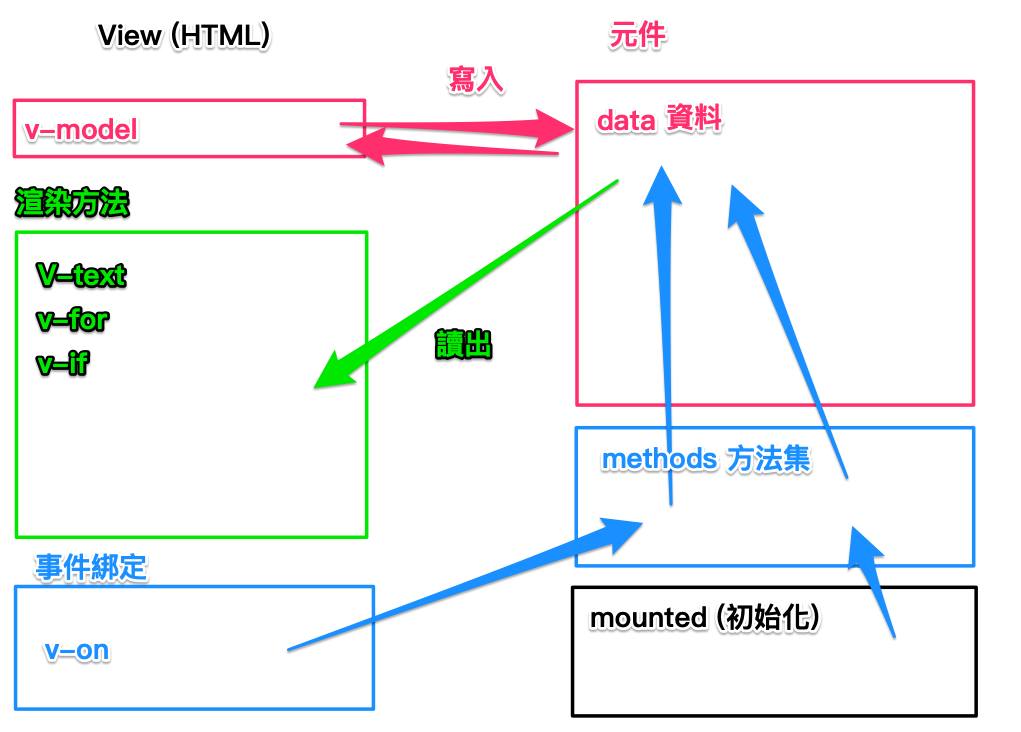 View (HTML)
元件
寫入
v-model
data 資料
渲染方法
V-text
v-for
v-if
讀出
methods 方法集
事件綁定
v-on
mounted (初始化)